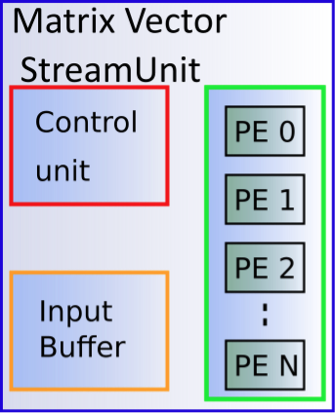 Matrix Vector
StreamUnit
Control
unit
Input
Buffer
PE 0
PE 1
PE 2
⋮
PE N